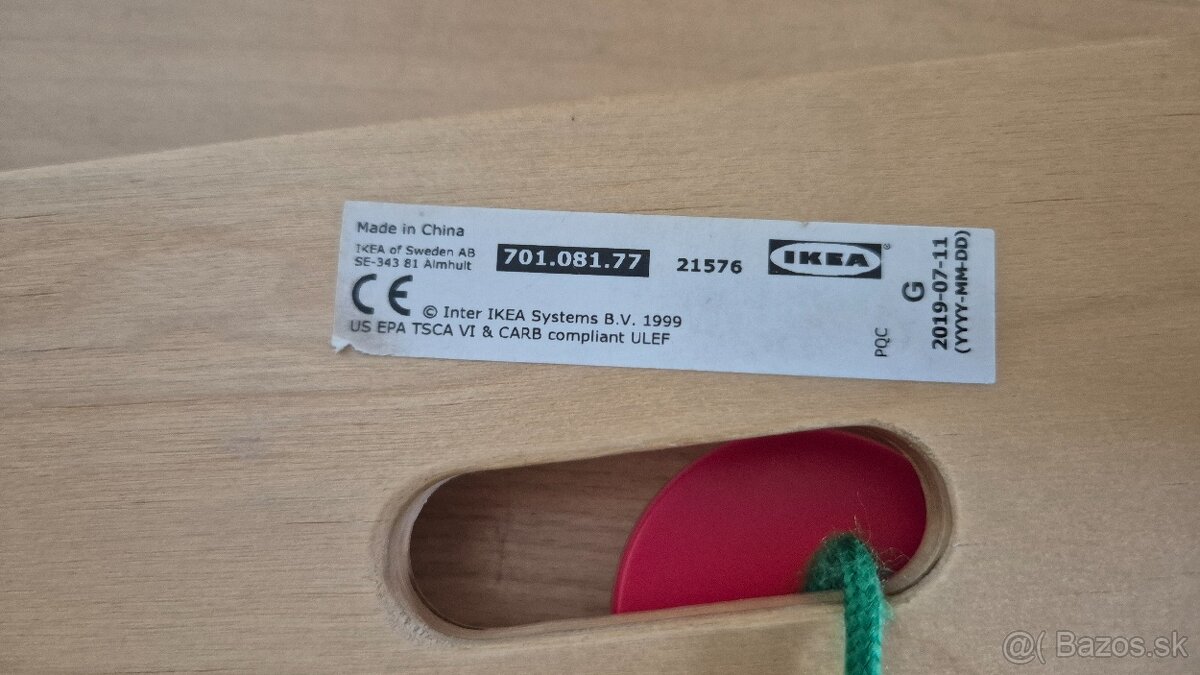 Made in China
IKEA of Sweden AB
SE-343 81 Älmhult
701.081.77
21576
IKEA®
CE
© Inter IKEA Systems B.V. 1999
US EPA TSCA VI & CARB compliant ULEF
PQC
G
2019-07-11
(YYYY-MM-DD)
@( Bazos.sk